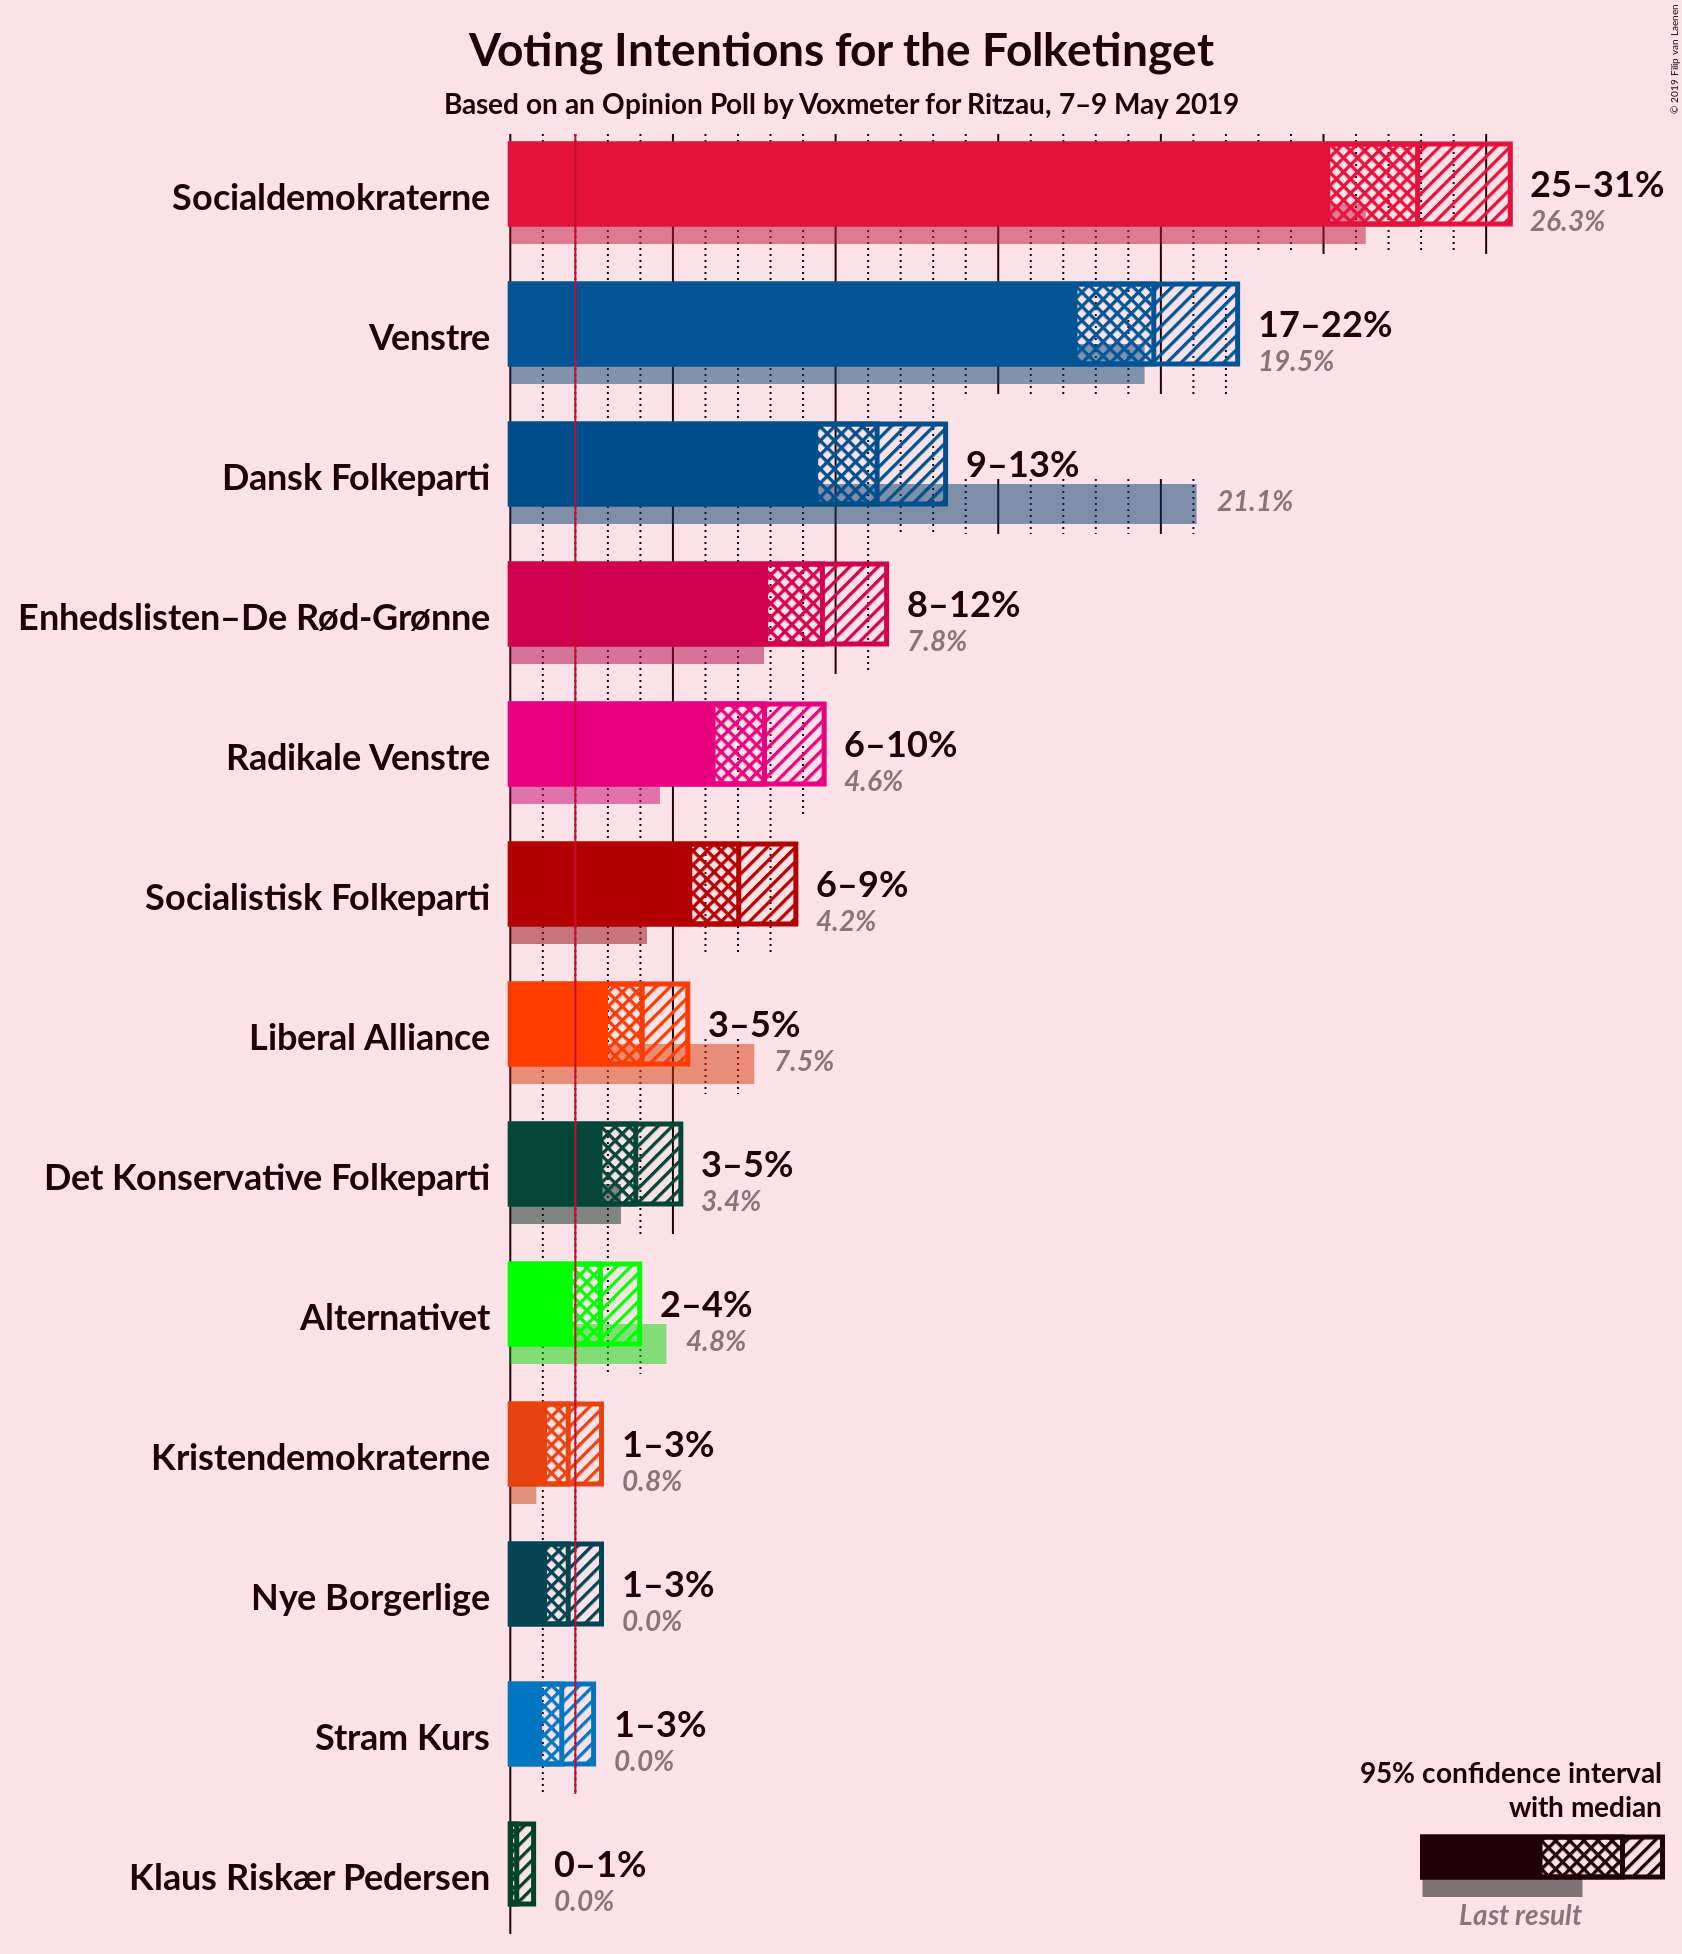 © 2019 Filip van Laenen
Voting Intentions for the Folketinget
Based on an Opinion Poll by Voxmeter for Ritzau, 7–9 May 2019
Socialdemokraterne
25–31%
26.3%
Venstre
17–22%
19.5%
Dansk Folkeparti
9–13%
21.1%
Enhedslisten–De Rød-Grønne
8–12%
7.8%
Radikale Venstre
6–10%
4.6%
Socialistisk Folkeparti
6–9%
4.2%
Liberal Alliance
3–5%
7.5%
Det Konservative Folkeparti
3–5%
3.4%
Alternativet
2–4%
4.8%
Kristendemokraterne
1–3%
0.8%
Nye Borgerlige
1–3%
0.0%
Stram Kurs
1–3%
0.0%
Klaus Riskær Pedersen
0–1%
0.0%
95% confidence interval
with median
Last result